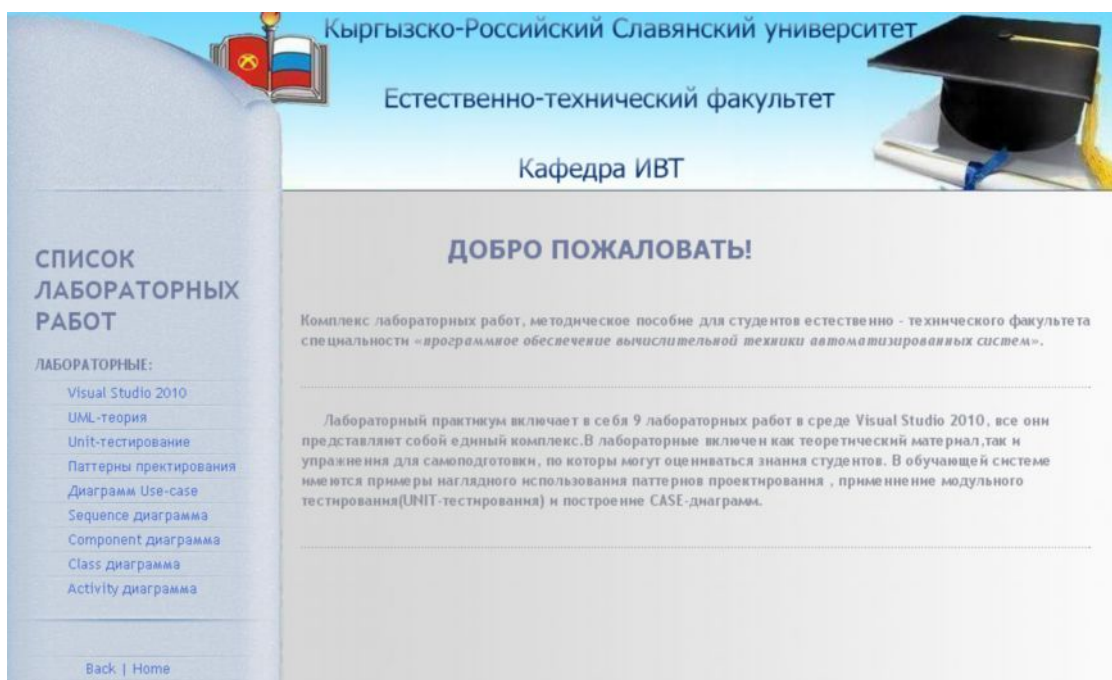 Кыргызско-Российский Славянский университет
Естественно-технический факультет
Кафедра ИВТ
СПИСОК
ЛАБОРАТОРНЫХ
РАБОТ
ЛАБОРАТОРНЫЕ:
Visual Studio 2010
UML-теория
Unit-тестирование
Паттерны пректирования
Диаграмм Use-case
Sequence диаграмма
Component диаграмма
Class диаграмма
Activity диаграмма
Back | Home
ДОБРО ПОЖАЛОВАТЬ!
Комплекс лабораторных работ, методическое пособие для студентов естественно - технического факультета
специальности «программное обеспечение вычислительной техники автоматизированных систем».
Лабораторный практикум включает в себя 9 лабораторных работ в среде Visual Studio 2010, все они
представляют собой единый комплекс.В лабораторные включен как теоретический материал,так и
упражнения для самоподготовки, по которы могут оцениваться знания студентов. В обучающей системе
имеются примеры наглядного использования паттернов проектирования , применнение модульного
тестирования(UNIT-тестирования) и построение CASE-диаграмм.